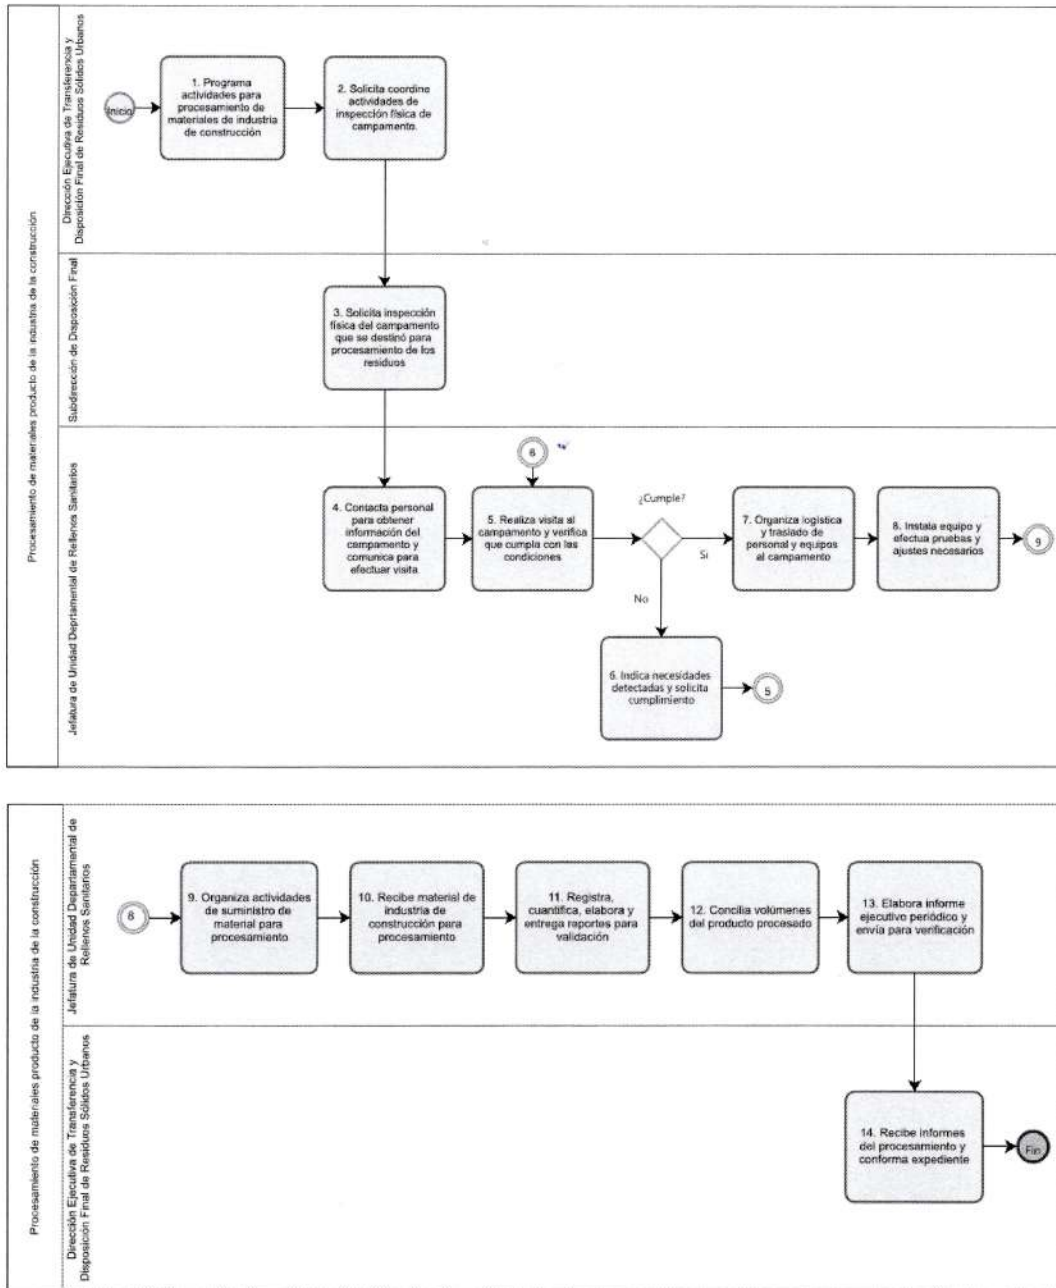 Procesamiento de materiales producto de la industria de la construcción
Dirección Ejecutiva de Transferencia y
Disposición Final de Residuos Sólidos Urbanos
Inicio
1. Programa
actividades para
procesamiento de
materiales de industria
de construcción
2. Solicita coordine
actividades de
inspección física de
campamento.
Subdirección de Disposición Final
3. Solicita inspección
física del campamento
que se destinó para
procesamiento de los
residuos
Jefatura de Unidad Deprtamental de Rellenos Sanitarios
4. Contacta personal
para obtener
información del
campamento y
comunica para
efectuar visita
6
5. Realiza visita al
campamento y verifica
que cumpla con las
condiciones
¿Cumple?
Si
No
7. Organiza logística
y traslado de
personal y equipos
al campamento
8. Instala equipo y
efectua pruebas y
ajustes necesarios
9
6. Indica necesidades
detectadas y solicita
cumplimiento
5
Procesamiento de materiales producto de la industria de la construcción
Jefatura de Unidad Departamental de
Rellenos Sanitarios
8
9. Organiza actividades
de suministro de
material para
procesamiento
10. Recibe material de
industria de
construcción para
procesamiento
11. Registra,
cuantifica, elabora y
entrega reportes para
validación
12. Concilia volúmenes
del producto procesado
13. Elabora informe
ejecutivo periódico y
envía para verificación
Dirección Ejecutiva de Transferencia y
Disposición Final de Residuos Sólidos Urbanos
14. Recibe informes
del procesamiento y
conforma expediente
Fin